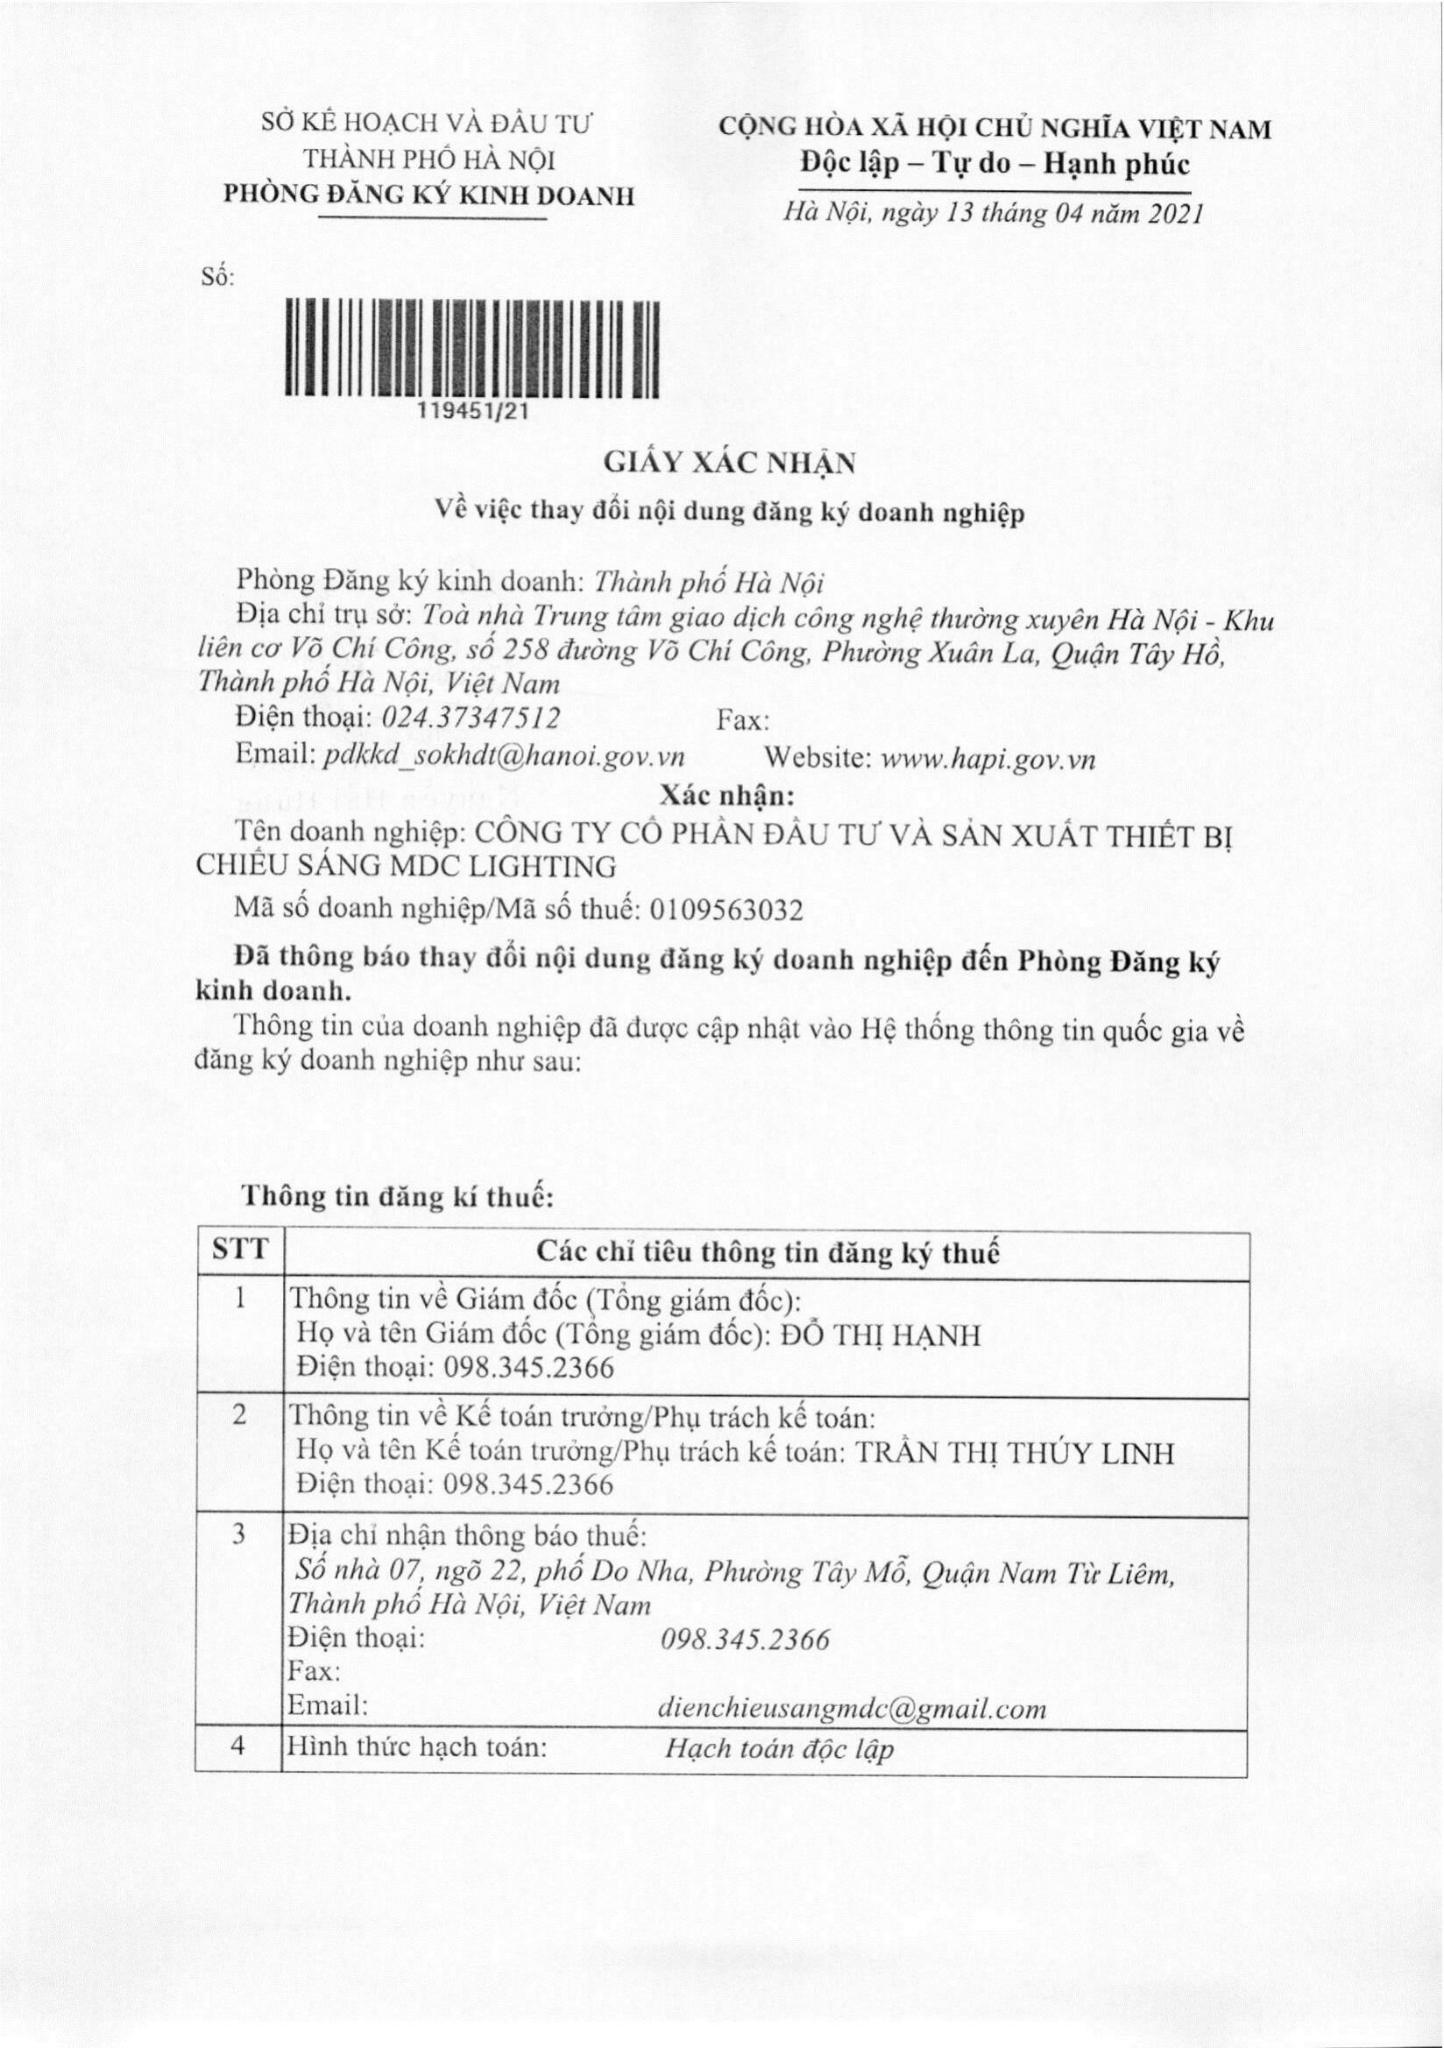 SỞ KẾ HOẠCH VÀ ĐẦU TƯ
THÀNH PHỐ HÀ NỘI
PHÒNG ĐĂNG KÝ KINH DOANH
CỘNG HÒA XÃ HỘI CHỦ NGHĨA VIỆT NAM
Độc lập – Tự do – Hạnh phúc
Hà Nội, ngày 13 tháng 04 năm 2021
Số:
119451/21
GIẤY XÁC NHẬN
Về việc thay đổi nội dung đăng ký doanh nghiệp
Phòng Đăng ký kinh doanh: Thành phố Hà Nội
Địa chỉ trụ sở: Toà nhà Trung tâm giao dịch công nghệ thường xuyên Hà Nội - Khu
liên cơ Võ Chí Công, số 258 đường Võ Chí Công, Phường Xuân La, Quận Tây Hồ,
Thành phố Hà Nội, Việt Nam
Điện thoại: 024.37347512 Fax:
Email: pdkkd_sokhdt@hanoi.gov.vn Website: www.hapi.gov.vn
Xác nhận:
Tên doanh nghiệp: CÔNG TY CỔ PHẦN ĐẦU TƯ VÀ SẢN XUẤT THIẾT BỊ
CHIẾU SÁNG MDC LIGHTING
Mã số doanh nghiệp/Mã số thuế: 0109563032
Đã thông báo thay đổi nội dung đăng ký doanh nghiệp đến Phòng Đăng ký
kinh doanh.
Thông tin của doanh nghiệp đã được cập nhật vào Hệ thống thông tin quốc gia về
đăng ký doanh nghiệp như sau:
Thông tin đăng kí thuế:
STT Các chỉ tiêu thông tin đăng ký thuế
1 Thông tin về Giám đốc (Tổng giám đốc):
Họ và tên Giám đốc (Tổng giám đốc): ĐỖ THỊ HẠNH
Điện thoại: 098.345.2366
2 Thông tin về Kế toán trưởng/Phụ trách kế toán:
Họ và tên Kế toán trưởng/Phụ trách kế toán: TRẦN THỊ THÚY LINH
Điện thoại: 098.345.2366
3 Địa chỉ nhận thông báo thuế:
Số nhà 07, ngõ 22, phố Do Nha, Phường Tây Mỗ, Quận Nam Từ Liêm,
Thành phố Hà Nội, Việt Nam
Điện thoại: 098.345.2366
Fax:
Email: dienchieusangmdc@gmail.com
4 Hình thức hạch toán: Hạch toán độc lập